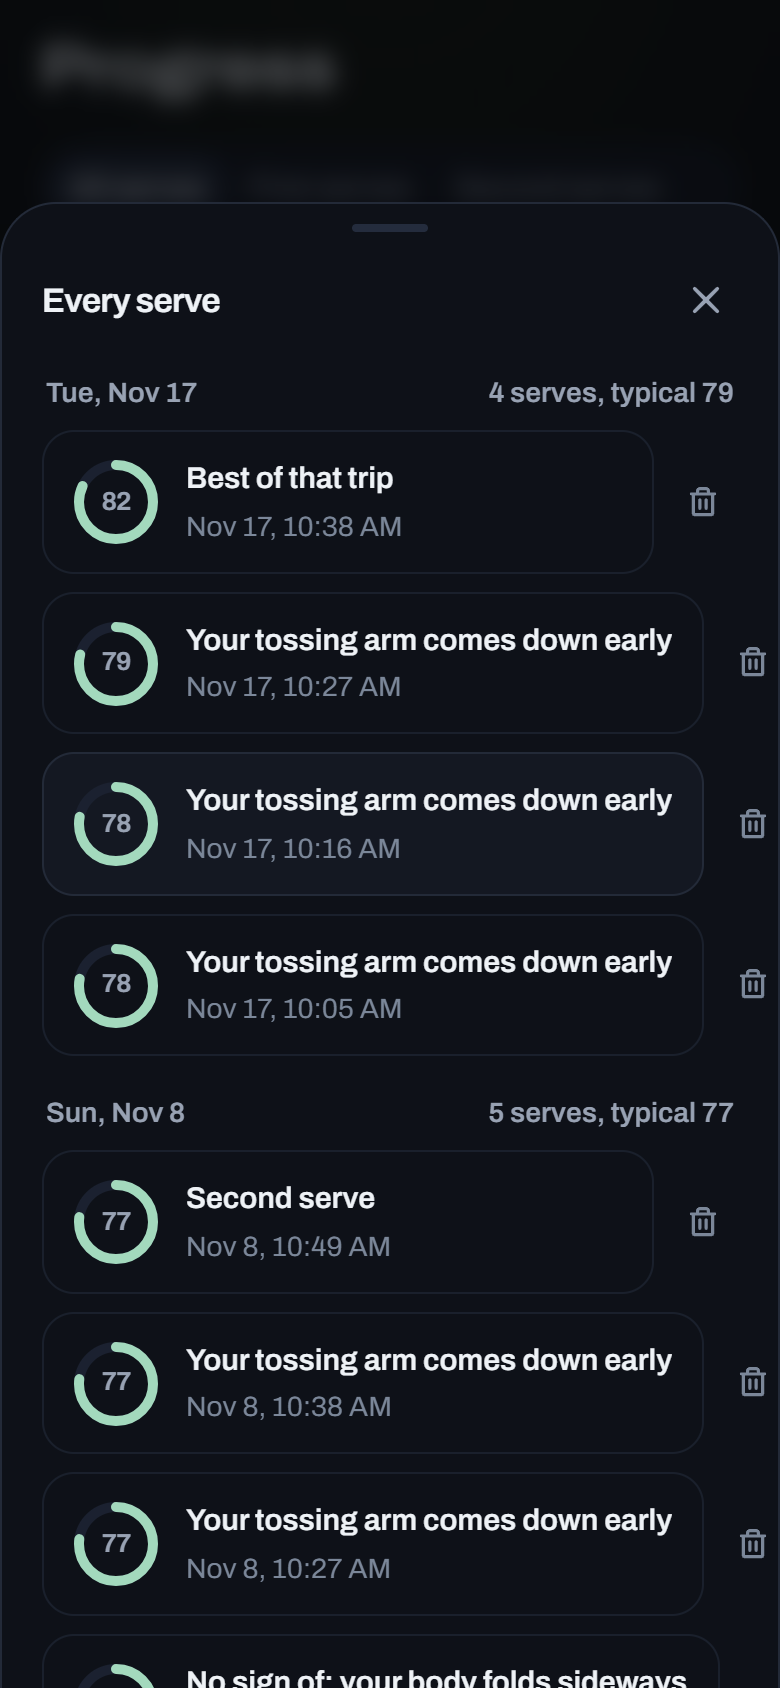 Progress
Every serve
Tue, Nov 17
4 serves, typical 79
82
Best of that trip
Nov 17, 10:38 AM
79
Your tossing arm comes down early
Nov 17, 10:27 AM
78
Your tossing arm comes down early
Nov 17, 10:16 AM
78
Your tossing arm comes down early
Nov 17, 10:05 AM
Sun, Nov 8
5 serves, typical 77
77
Second serve
Nov 8, 10:49 AM
77
Your tossing arm comes down early
Nov 8, 10:38 AM
77
Your tossing arm comes down early
Nov 8, 10:27 AM
No sign of: your body folds sideways